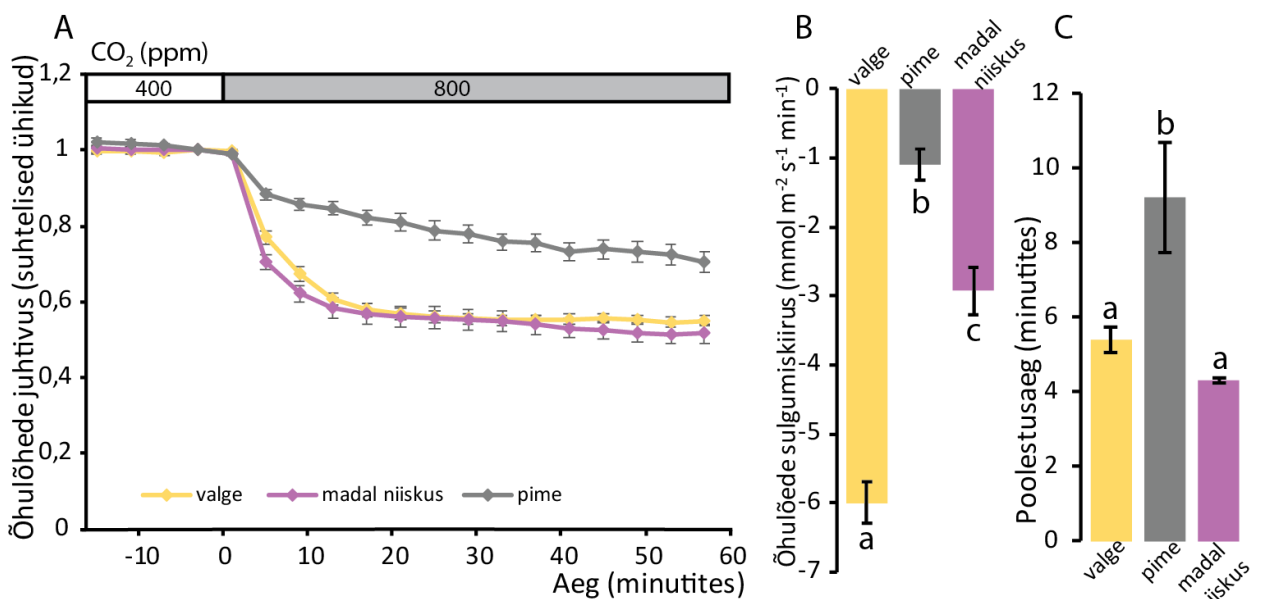 A
CO₂ (ppm)
400
800
Õhulõhede juhtivus (suhtelised ühikud)
1,2
1
0,8
0,6
0,4
0,2
0
valge
madal niiskus
pime
-10
0
10
20
30
40
50
60
Aeg (minutites)
B
valge
pime
madal
niiskus
Õhulõede sulgumiskiirus (mmol m⁻² s⁻¹ min⁻¹)
0
-1
-2
-3
-4
-5
-6
-7
a
b
c
C
Poolestusaeg (minutites)
12
10
8
6
4
2
0
a
b
a
valge
pime
madal
iiskus